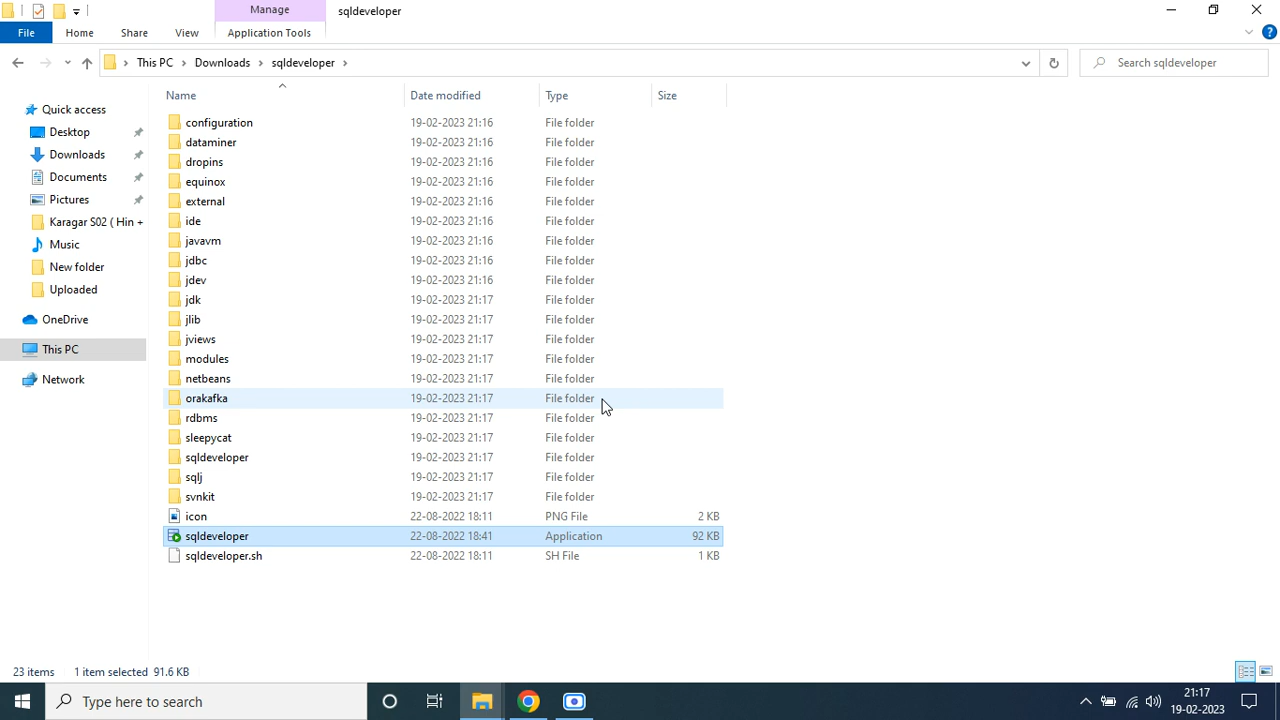 Manage
sqldeveloper
File
Home
Share
View
Application Tools
This PC
Downloads
sqldeveloper
Search sqldeveloper
Name
Date modified
Type
Size
Quick access
Desktop
Downloads
Documents
Pictures
Karagar S02 ( Hin +
Music
New folder
Uploaded
OneDrive
This PC
Network
configuration 19-02-2023 21:16 File folder
dataminer 19-02-2023 21:16 File folder
dropins 19-02-2023 21:16 File folder
equinox 19-02-2023 21:16 File folder
external 19-02-2023 21:16 File folder
ide 19-02-2023 21:16 File folder
javavm 19-02-2023 21:16 File folder
jdbc 19-02-2023 21:16 File folder
jdev 19-02-2023 21:16 File folder
jdk 19-02-2023 21:17 File folder
jlib 19-02-2023 21:17 File folder
jviews 19-02-2023 21:17 File folder
modules 19-02-2023 21:17 File folder
netbeans 19-02-2023 21:17 File folder
orakafka 19-02-2023 21:17 File folder
rdbms 19-02-2023 21:17 File folder
sleepycat 19-02-2023 21:17 File folder
sqldeveloper 19-02-2023 21:17 File folder
sqlj 19-02-2023 21:17 File folder
svnkit 19-02-2023 21:17 File folder
icon 22-08-2022 18:11 PNG File 2 KB
sqldeveloper 22-08-2022 18:41 Application 92 KB
sqldeveloper.sh 22-08-2022 18:11 SH File 1 KB
23 items 1 item selected 91.6 KB
Type here to search
21:17
19-02-2023